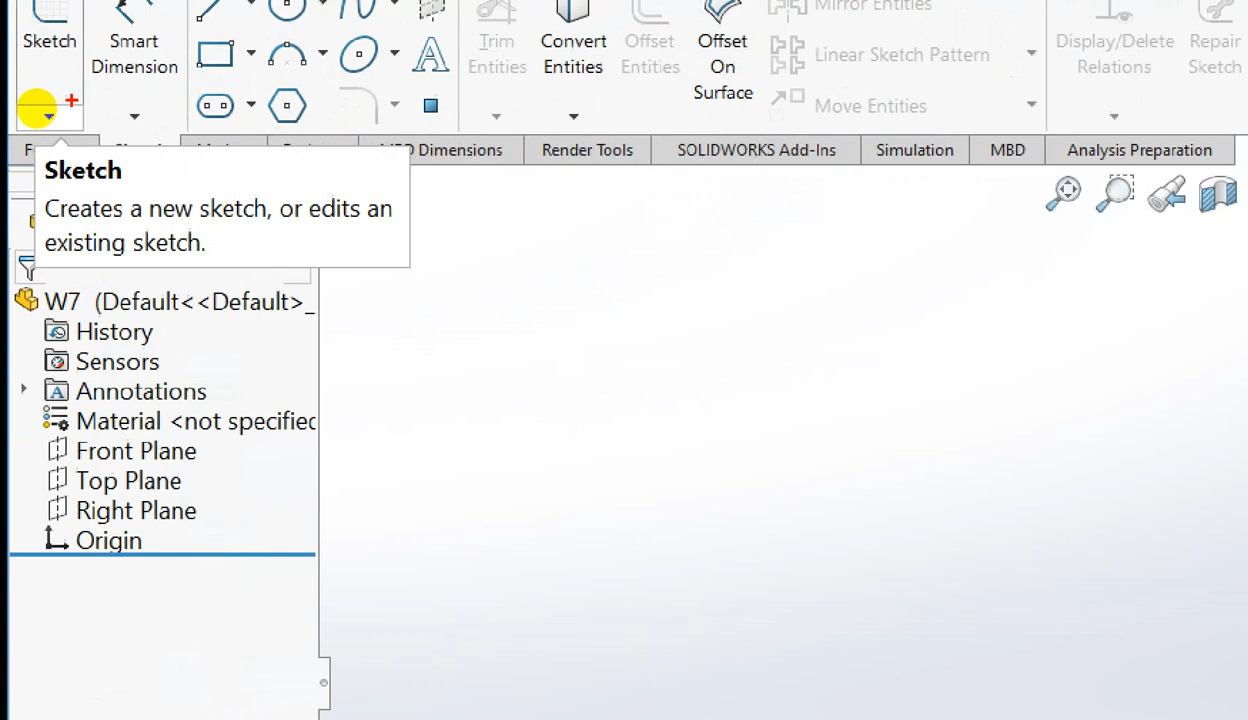 Sketch
Smart
Dimension
Trim
Entities
Convert
Entities
Offset
Entities
Offset
On
Surface
Mirror Entities
Linear Sketch Pattern
Move Entities
Display/Delete
Relations
Repair
Sketch
Dimensions
Render Tools
SOLIDWORKS Add-Ins
Simulation
MBD
Analysis Preparation
Sketch
Creates a new sketch, or edits an
existing sketch.
W7 (Default<<Default>_
History
Sensors
Annotations
Material <not specified
Front Plane
Top Plane
Right Plane
Origin